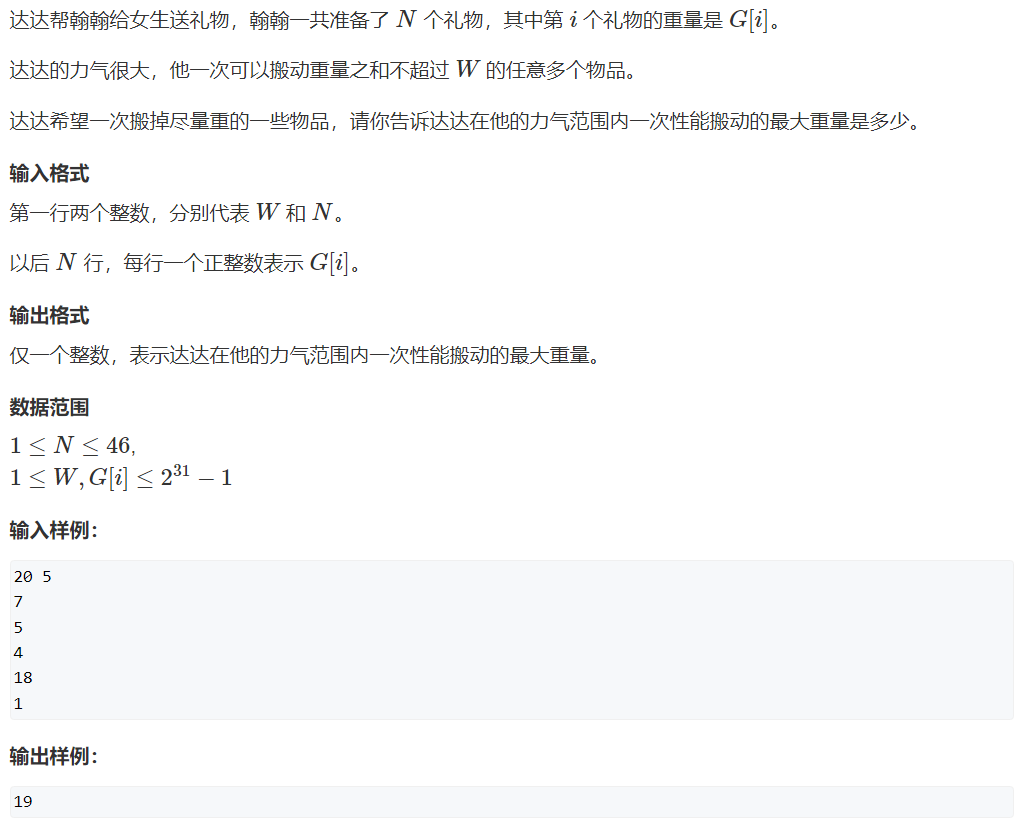 达达帮翰翰给女生送礼物，翰翰一共准备了 N 个礼物，其中第 i 个礼物的重量是 G[i]。
达达的力气很大，他一次可以搬动重量之和不超过 W 的任意多个物品。
达达希望一次搬掉尽量重的一些物品，请你告诉达达在他的力气范围内一次性能搬动的最大重量是多少。
输入格式
第一行两个整数，分别代表 W 和 N。
以后 N 行，每行一个正整数表示 G[i]。
输出格式
仅一个整数，表示达达在他的力气范围内一次性能搬动的最大重量。
数据范围
1 ≤ N ≤ 46,
1 ≤ W, G[i] ≤ 2^31 − 1
输入样例：
20 5
7
5
4
18
1
输出样例：
19